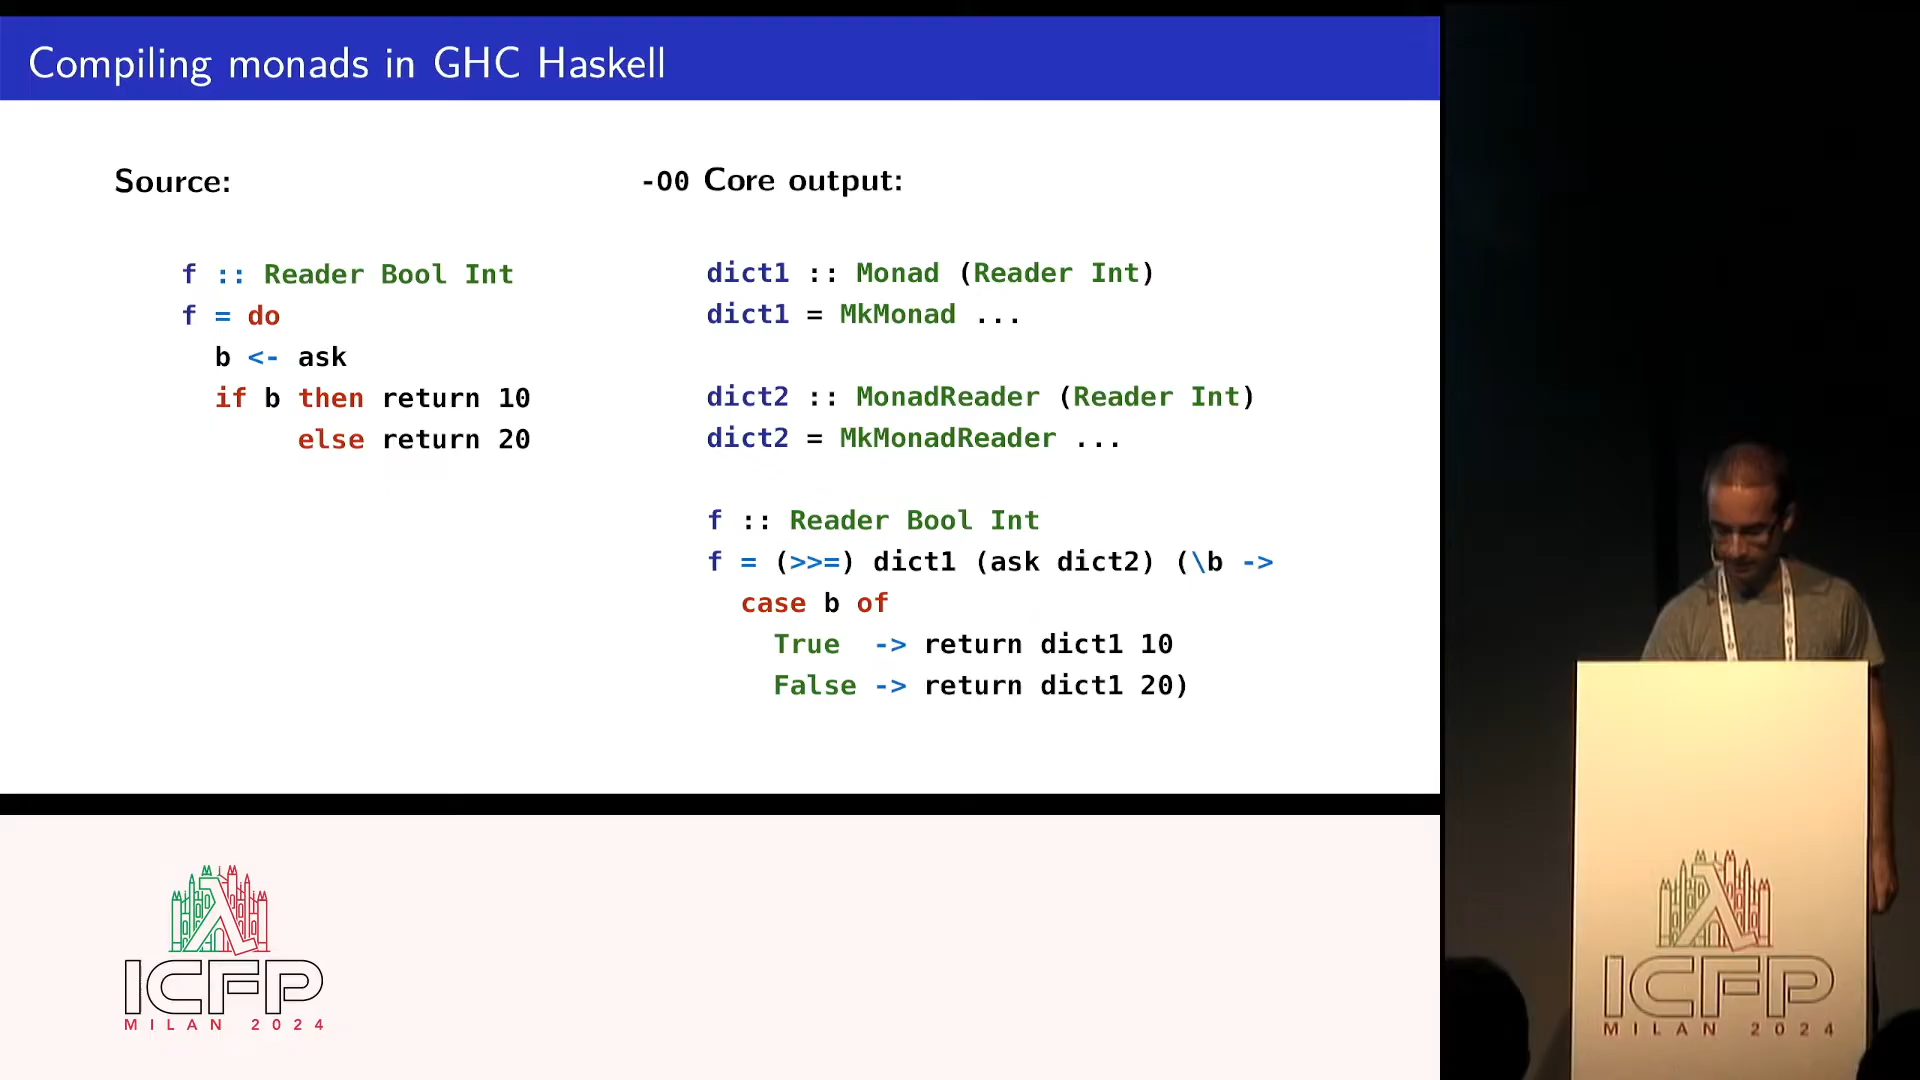 Compiling monads in GHC Haskell
Source:
f :: Reader Bool Int
f = do
  b <- ask
  if b then return 10
       else return 20
-O0 Core output:
dict1 :: Monad (Reader Int)
dict1 = MkMonad ...
dict2 :: MonadReader (Reader Int)
dict2 = MkMonadReader ...
f :: Reader Bool Int
f = (>>=) dict1 (ask dict2) (\b ->
  case b of
    True  -> return dict1 10
    False -> return dict1 20)
ICFP
MILAN 2024
ICFP
MILAN 2024